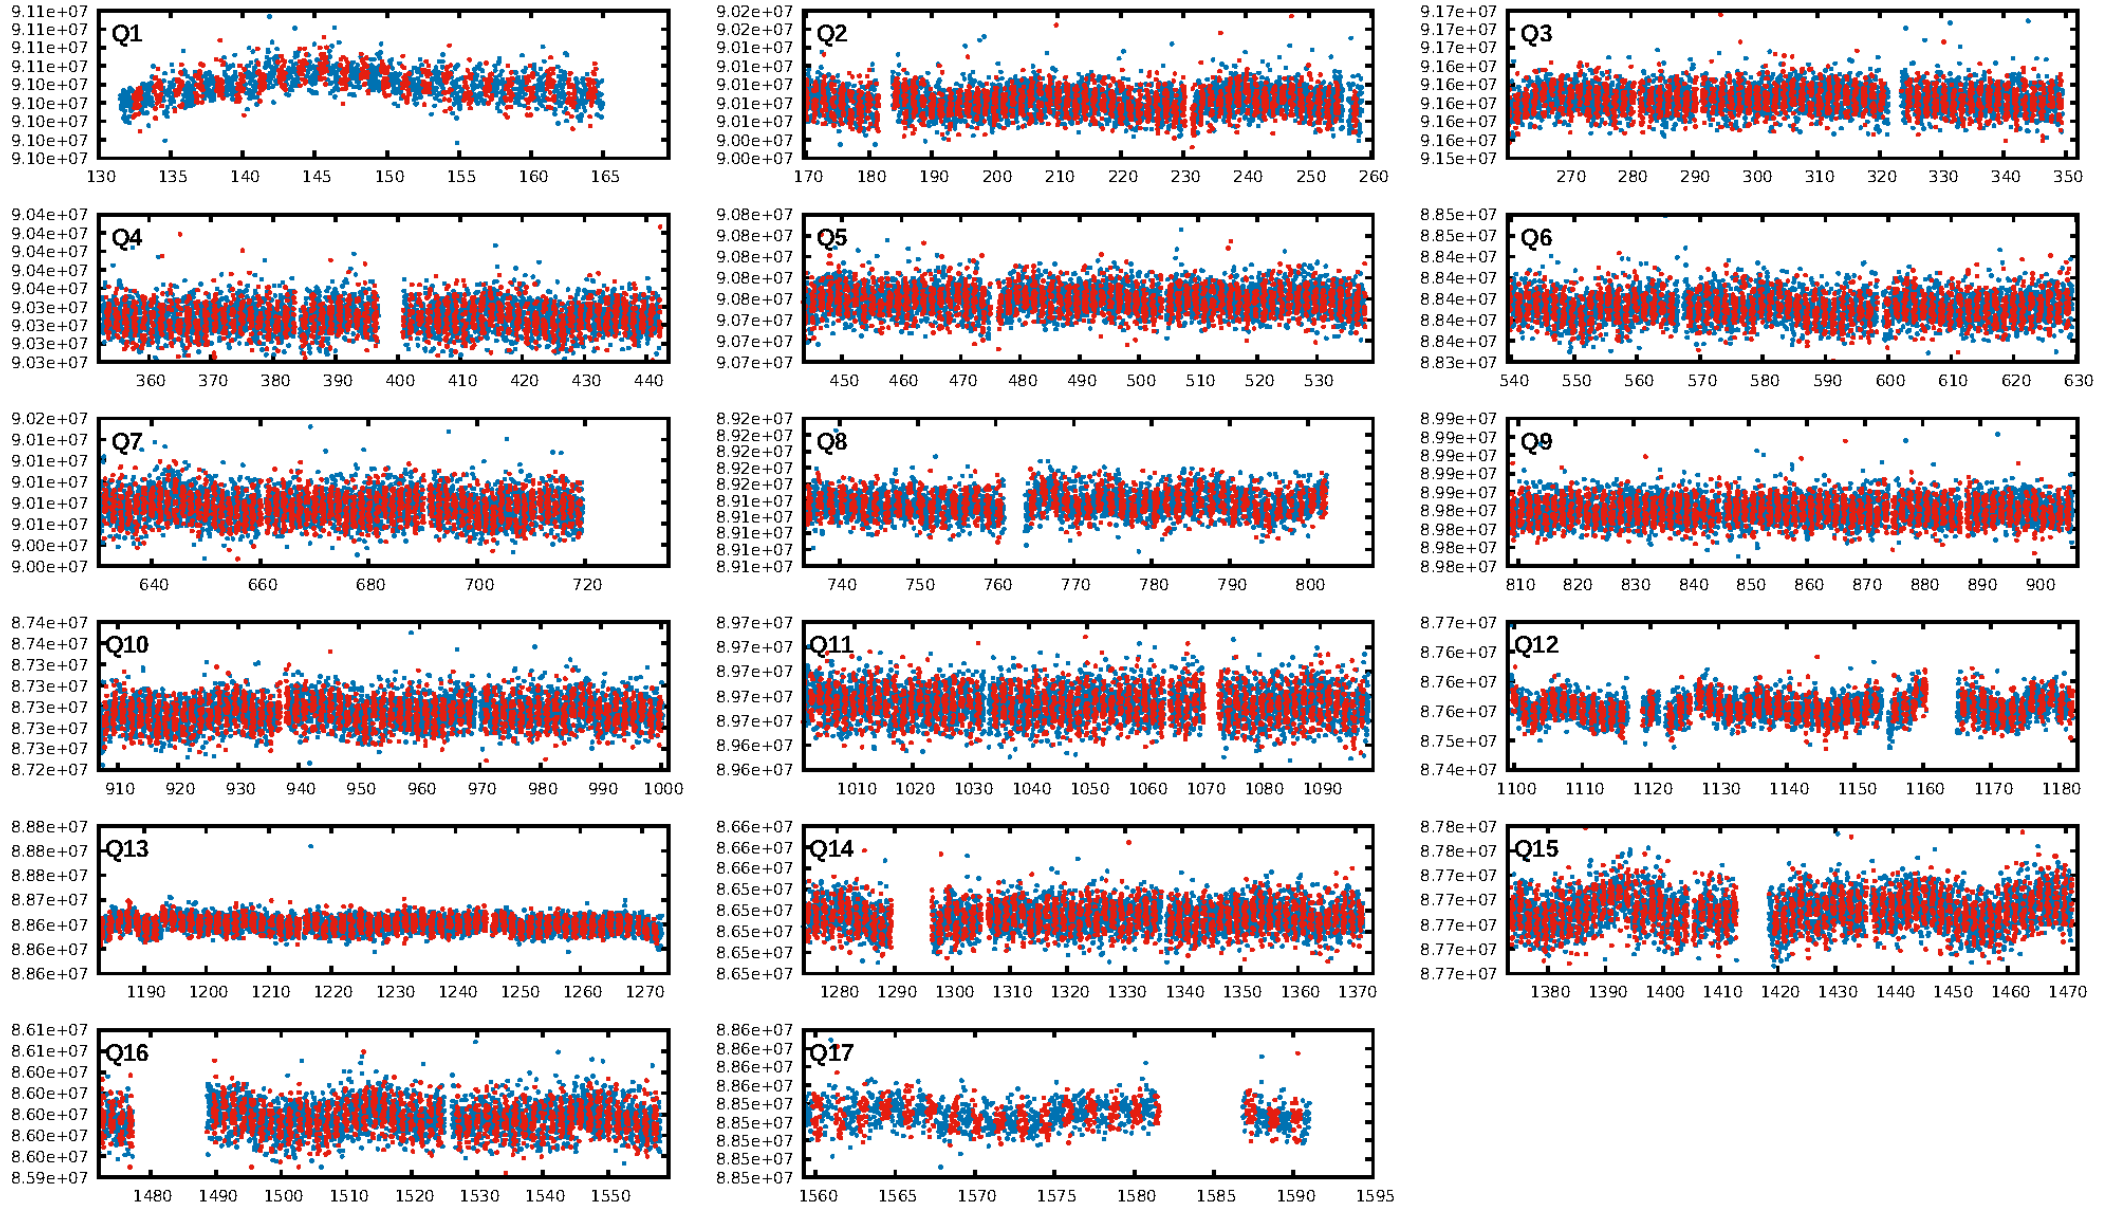 9.11e+07
9.11e+07
9.11e+07
9.11e+07
9.10e+07
9.10e+07
9.10e+07
9.10e+07
9.10e+07
Q1
130 135 140 145 150 155 160 165
9.02e+07
9.02e+07
9.01e+07
9.01e+07
9.01e+07
9.01e+07
9.01e+07
9.00e+07
9.00e+07
Q2
170 180 190 200 210 220 230 240 250 260
9.17e+07
9.17e+07
9.17e+07
9.16e+07
9.16e+07
9.16e+07
9.16e+07
9.16e+07
9.15e+07
Q3
270 280 290 300 310 320 330 340 350
9.04e+07
9.04e+07
9.04e+07
9.04e+07
9.04e+07
9.03e+07
9.03e+07
9.03e+07
9.03e+07
Q4
360 370 380 390 400 410 420 430 440
9.08e+07
9.08e+07
9.08e+07
9.08e+07
9.08e+07
9.07e+07
9.07e+07
9.07e+07
Q5
450 460 470 480 490 500 510 520 530
8.85e+07
8.85e+07
8.84e+07
8.84e+07
8.84e+07
8.84e+07
8.84e+07
8.83e+07
Q6
540 550 560 570 580 590 600 610 620 630
9.02e+07
9.01e+07
9.01e+07
9.01e+07
9.01e+07
9.01e+07
9.00e+07
9.00e+07
Q7
640 660 680 700 720
8.92e+07
8.92e+07
8.92e+07
8.92e+07
8.92e+07
8.91e+07
8.91e+07
8.91e+07
8.91e+07
8.91e+07
Q8
740 750 760 770 780 790 800
8.99e+07
8.99e+07
8.99e+07
8.99e+07
8.99e+07
8.98e+07
8.98e+07
8.98e+07
8.98e+07
Q9
810 820 830 840 850 860 870 880 890 900
8.74e+07
8.74e+07
8.73e+07
8.73e+07
8.73e+07
8.73e+07
8.73e+07
8.72e+07
Q10
910 920 930 940 950 960 970 980 990 1000
8.97e+07
8.97e+07
8.97e+07
8.97e+07
8.97e+07
8.96e+07
8.96e+07
Q11
1010 1020 1030 1040 1050 1060 1070 1080 1090
8.77e+07
8.76e+07
8.76e+07
8.76e+07
8.75e+07
8.74e+07
Q12
1100 1110 1120 1130 1140 1150 1160 1170 1180
8.88e+07
8.88e+07
8.88e+07
8.87e+07
8.86e+07
8.86e+07
8.86e+07
Q13
1190 1200 1210 1220 1230 1240 1250 1260 1270
8.66e+07
8.66e+07
8.66e+07
8.65e+07
8.65e+07
8.65e+07
8.65e+07
8.65e+07
Q14
1280 1290 1300 1310 1320 1330 1340 1350 1360 1370
8.78e+07
8.78e+07
8.77e+07
8.77e+07
8.77e+07
8.77e+07
8.77e+07
Q15
1380 1390 1400 1410 1420 1430 1440 1450 1460 1470
8.61e+07
8.61e+07
8.60e+07
8.60e+07
8.60e+07
8.60e+07
8.60e+07
8.59e+07
Q16
1480 1490 1500 1510 1520 1530 1540 1550
8.86e+07
8.86e+07
8.86e+07
8.86e+07
8.85e+07
8.85e+07
8.85e+07
8.85e+07
8.85e+07
Q17
1560 1565 1570 1575 1580 1585 1590 1595